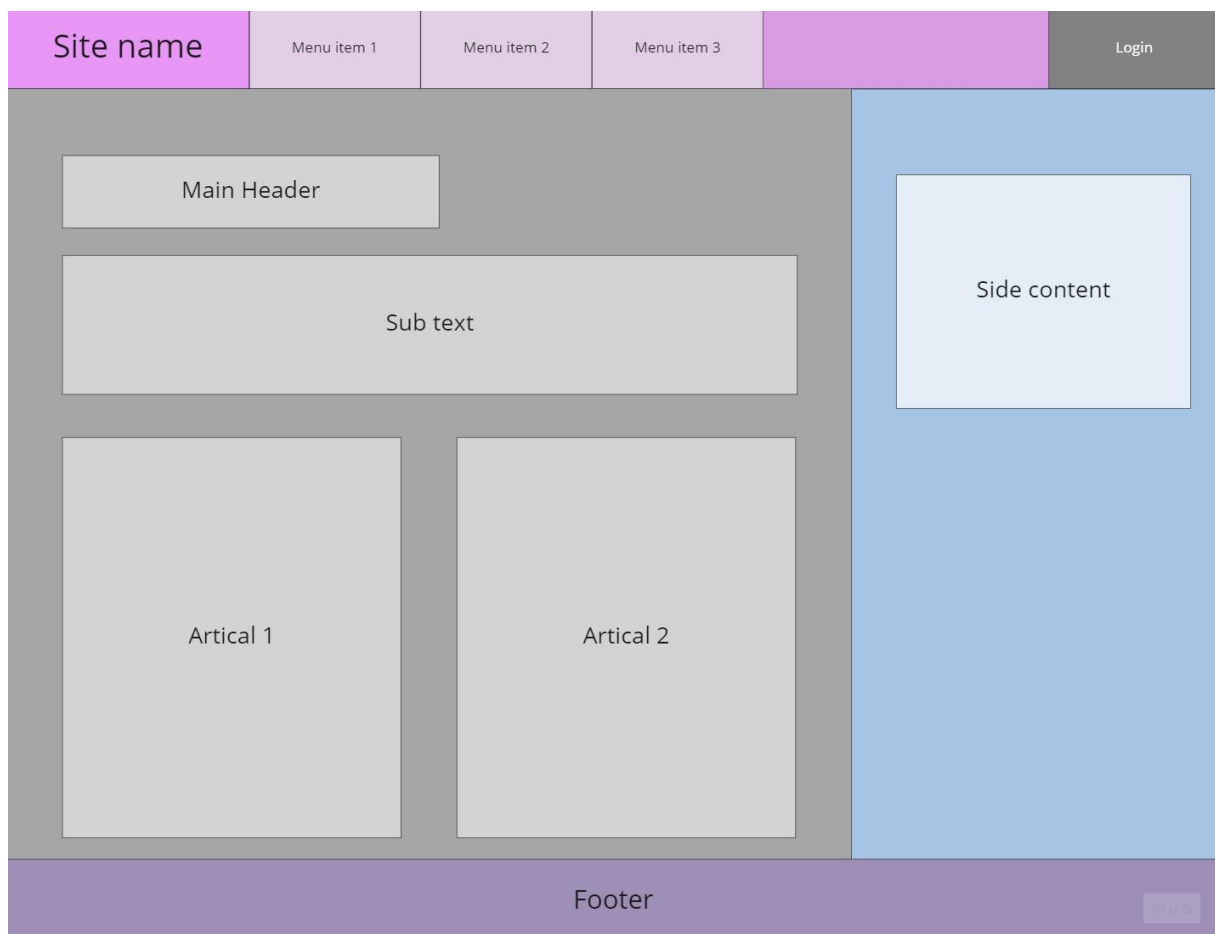 Site name
Menu item 1
Menu item 2
Menu item 3
Login
Main Header
Sub text
Side content
Artical 1
Artical 2
Footer
miro